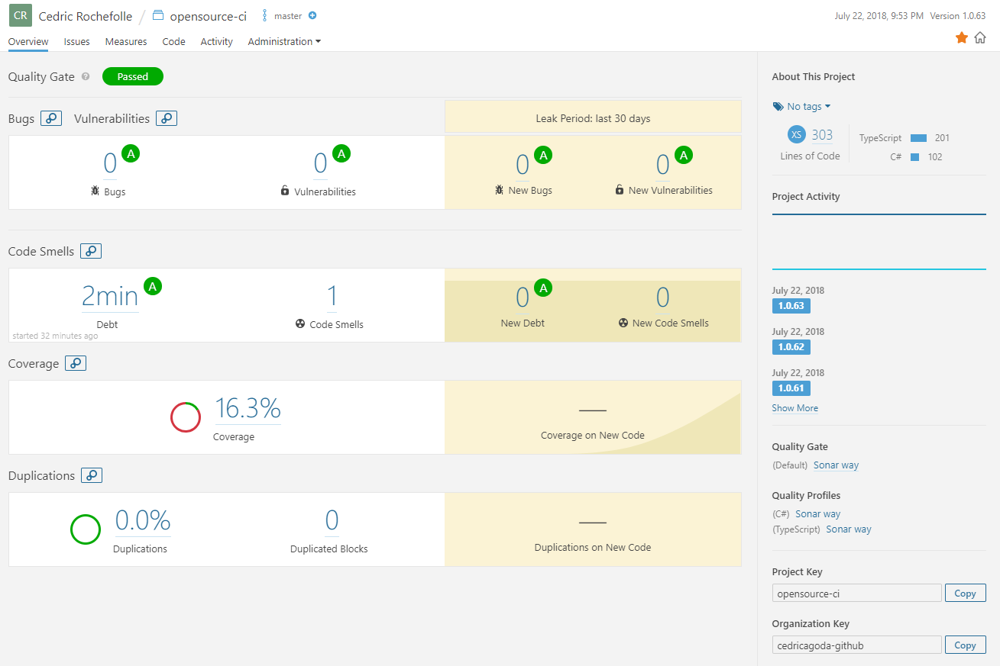 CR Cedric Rochefolle / opensource-ci master
July 22, 2018, 9:53 PM Version 1.0.63
Overview Issues Measures Code Activity Administration
Quality Gate ? Passed
Bugs Vulnerabilities
Leak Period: last 30 days
0 A
Bugs
0 A
Vulnerabilities
0 A
New Bugs
0 A
New Vulnerabilities
Code Smells
2min A
Debt
started 32 minutes ago
1
Code Smells
0 A
New Debt
0
New Code Smells
Coverage
16.3%
Coverage
—
Coverage on New Code
Duplications
0.0%
Duplications
0
Duplicated Blocks
—
Duplications on New Code
About This Project
No tags
XS 303
Lines of Code
TypeScript 201
C# 102
Project Activity
July 22, 2018
1.0.63
July 22, 2018
1.0.62
July 22, 2018
1.0.61
Show More
Quality Gate
(Default) Sonar way
Quality Profiles
(C#) Sonar way
(TypeScript) Sonar way
Project Key
opensource-ci Copy
Organization Key
cedricagoda-github Copy